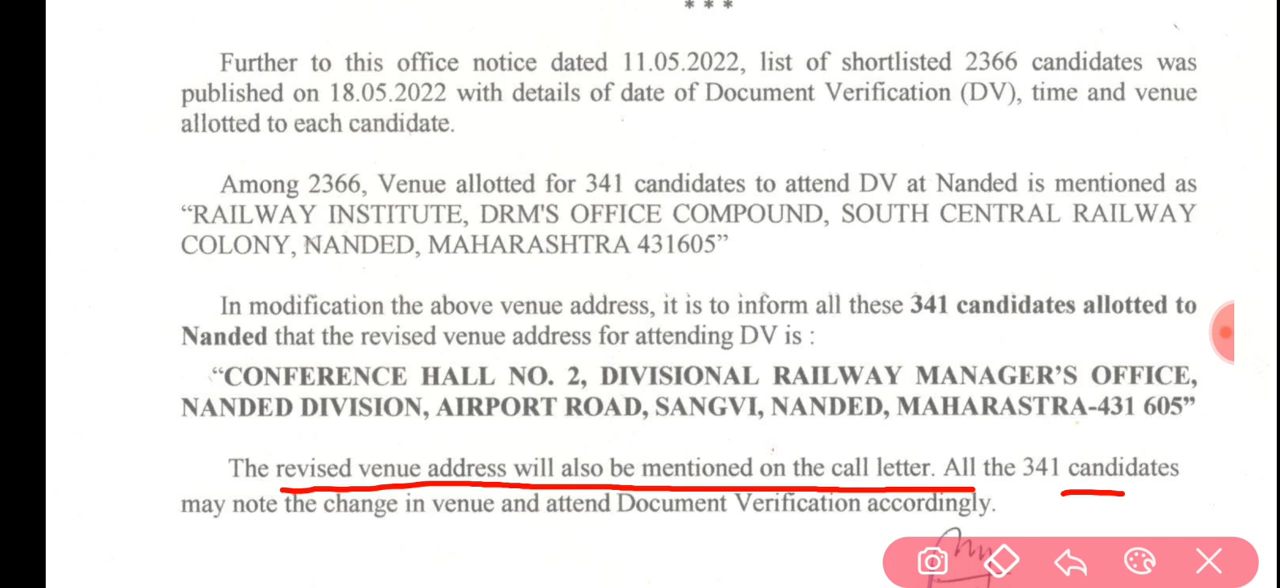 * * *
Further to this office notice dated 11.05.2022, list of shortlisted 2366 candidates was
published on 18.05.2022 with details of date of Document Verification (DV), time and venue
allotted to each candidate.
Among 2366, Venue allotted for 341 candidates to attend DV at Nanded is mentioned as
“RAILWAY INSTITUTE, DRM'S OFFICE COMPOUND, SOUTH CENTRAL RAILWAY
COLONY, NANDED, MAHARASHTRA 431605”
In modification the above venue address, it is to inform all these 341 candidates allotted to
Nanded that the revised venue address for attending DV is :
“CONFERENCE HALL NO. 2, DIVISIONAL RAILWAY MANAGER’S OFFICE,
NANDED DIVISION, AIRPORT ROAD, SANGVI, NANDED, MAHARASTRA-431 605”
The revised venue address will also be mentioned on the call letter. All the 341 candidates
may note the change in venue and attend Document Verification accordingly.